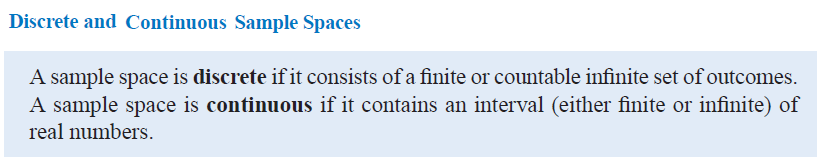 Discrete and Continuous Sample Spaces
A sample space is discrete if it consists of a finite or countable infinite set of outcomes.
A sample space is continuous if it contains an interval (either finite or infinite) of
real numbers.